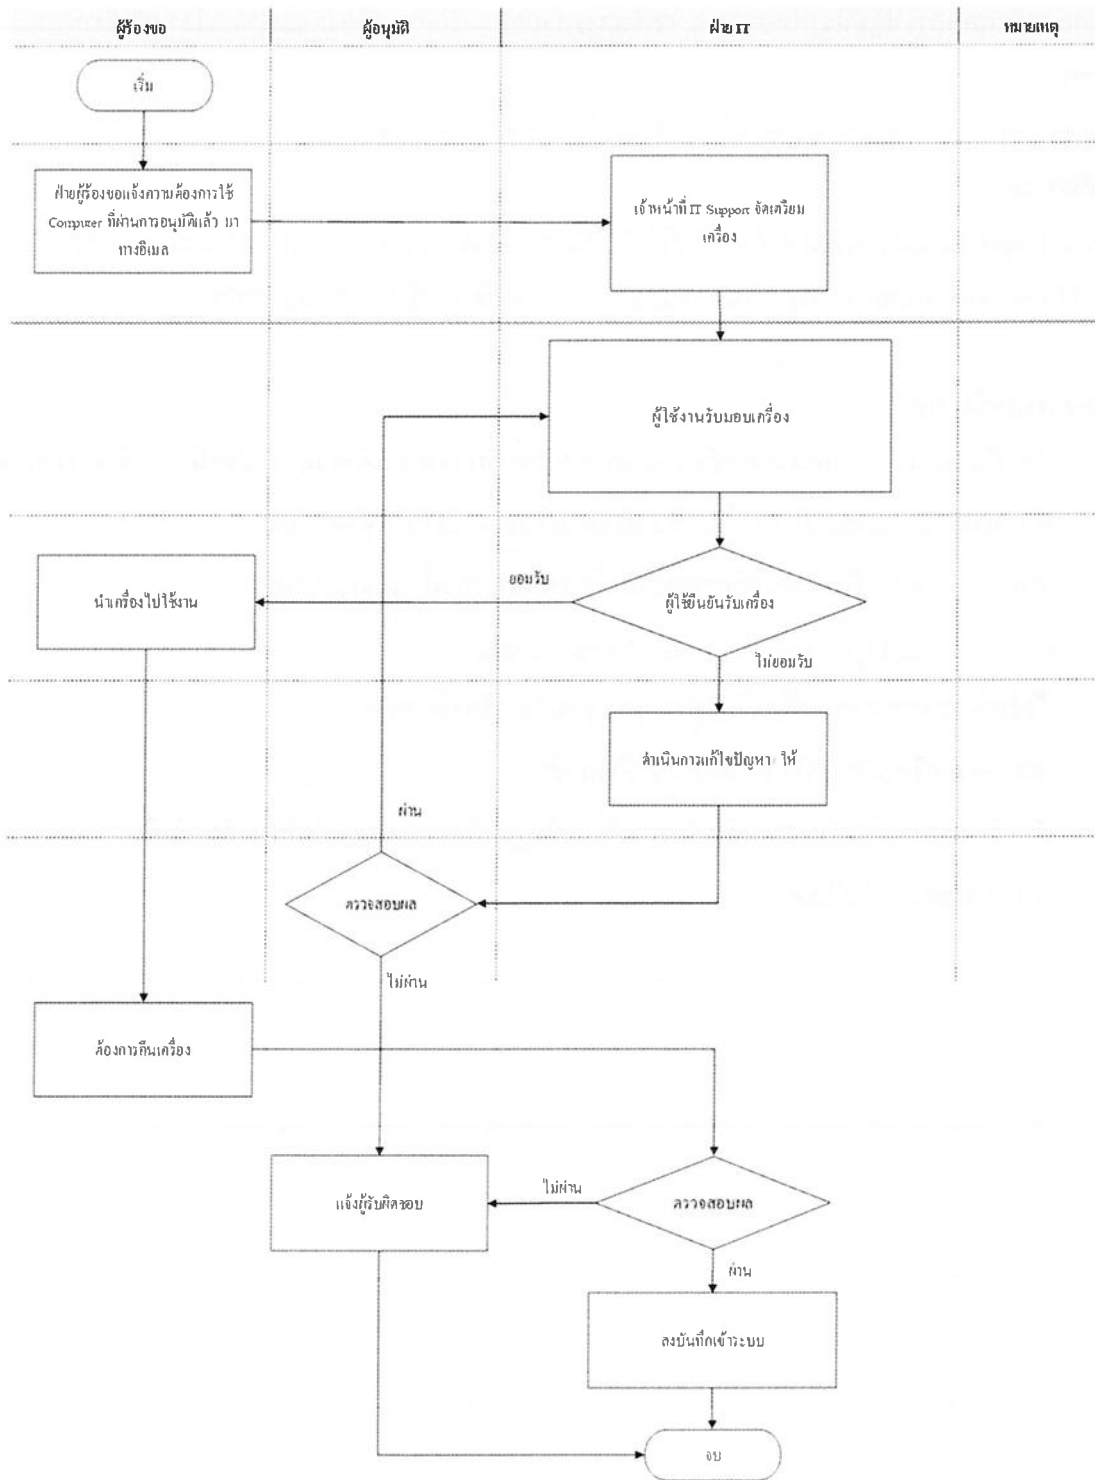 ผู้ร้องขอ
ผู้อนุมัติ
ฝ่าย IT
หมายเหตุ
เริ่ม
ฝ่ายผู้ร้องขอแจ้งความต้องการใช้
Computer ที่ผ่านการอนุมัติแล้ว มา
ทางอีเมล
เจ้าหน้าที่ IT Support จัดเตรียม
เครื่อง
ผู้ใช้งานรับมอบเครื่อง
ยอมรับ
นำเครื่องไปใช้งาน
ผู้ใช้ยืนยันรับเครื่อง
ไม่ยอมรับ
ดำเนินการแก้ไขปัญหา ให้
ผ่าน
ตรวจสอบผล
ไม่ผ่าน
ต้องการคืนเครื่อง
แจ้งผู้รับผิดชอบ
ไม่ผ่าน
ตรวจสอบผล
ผ่าน
ลงบันทึกเข้าระบบ
จบ